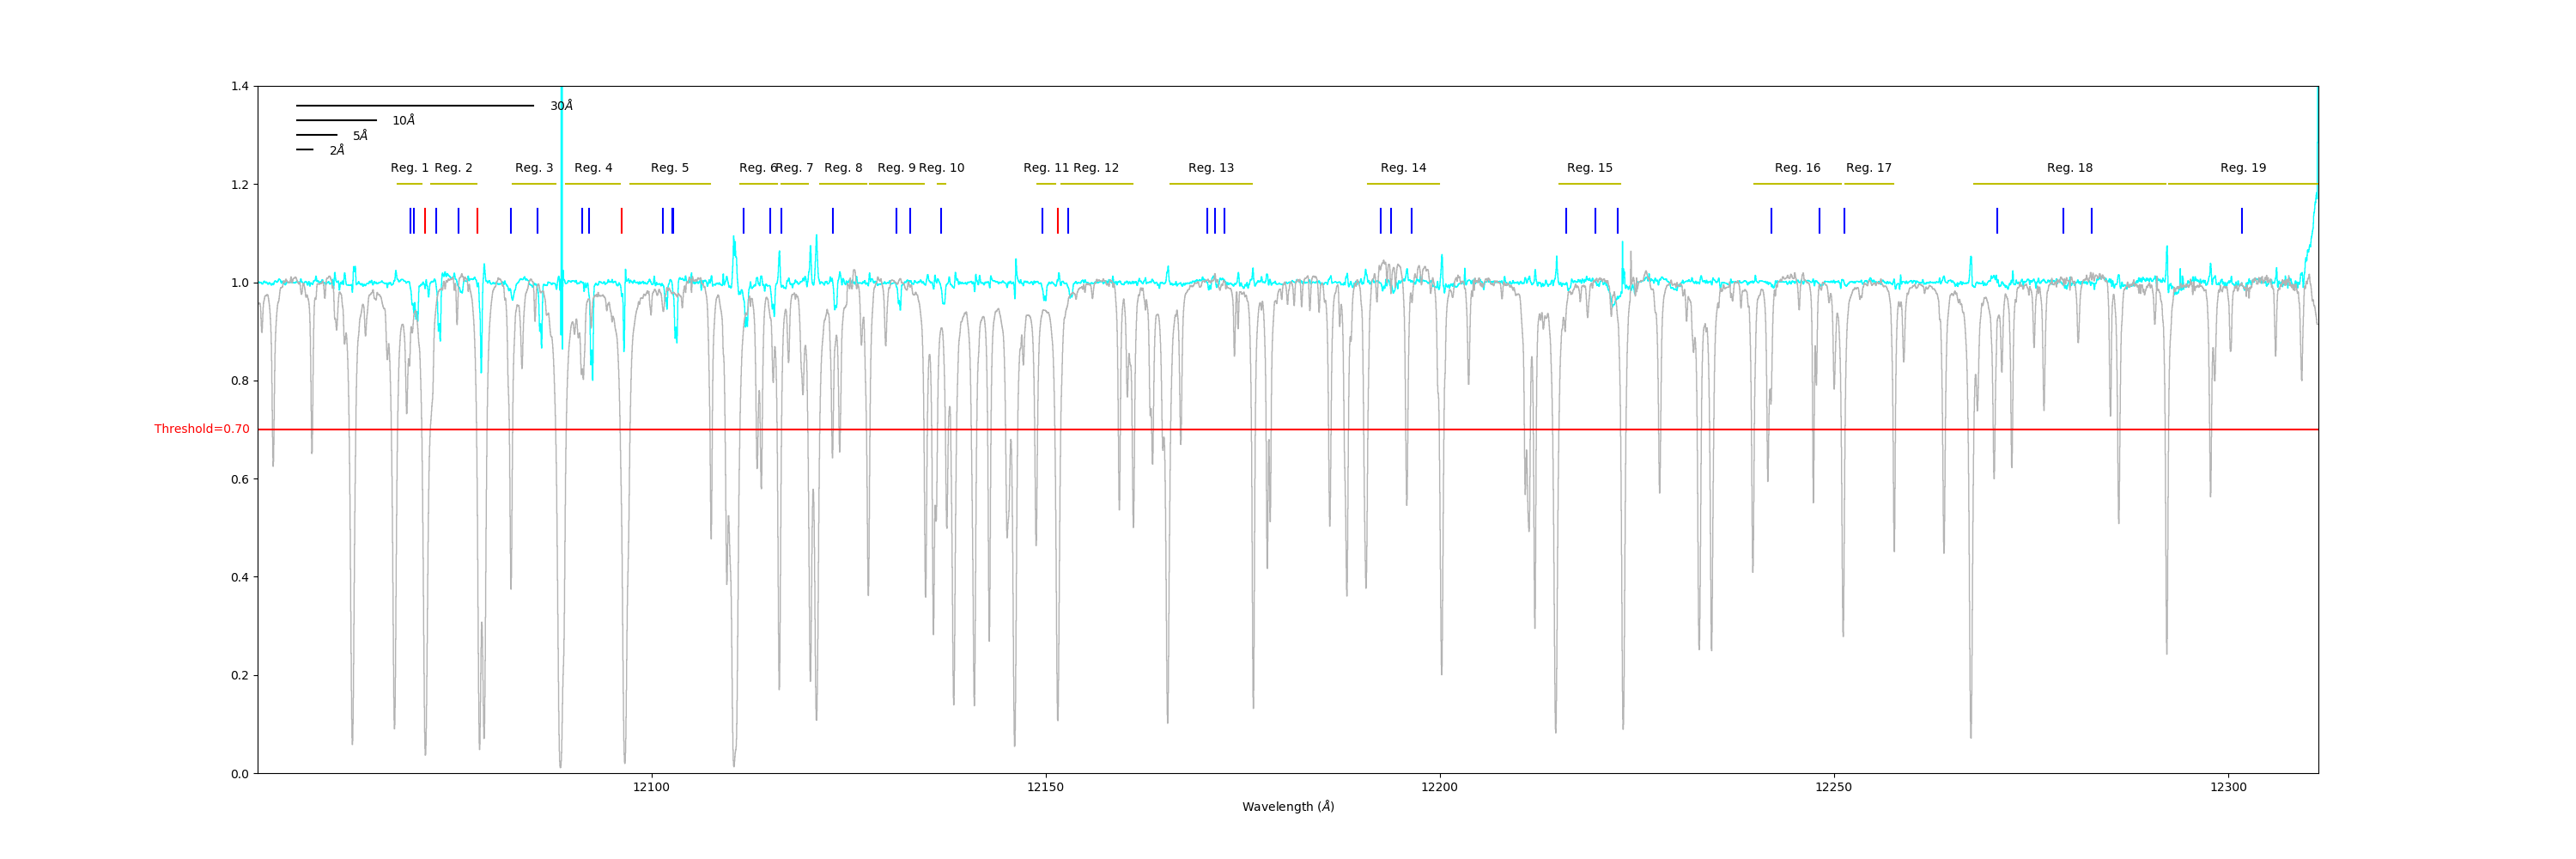 1.4
30Å
10Å
5Å
2Å
Reg. 1 Reg. 2 Reg. 3 Reg. 4 Reg. 5 Reg. 6 Reg. 7 Reg. 8 Reg. 9 Reg. 10 Reg. 11 Reg. 12 Reg. 13 Reg. 14 Reg. 15 Reg. 16 Reg. 17 Reg. 18 Reg. 19
1.2
1.0
0.8
Threshold=0.70
0.6
0.4
0.2
0.0
12100 12150 12200 12250 12300
Wavelength (Å)